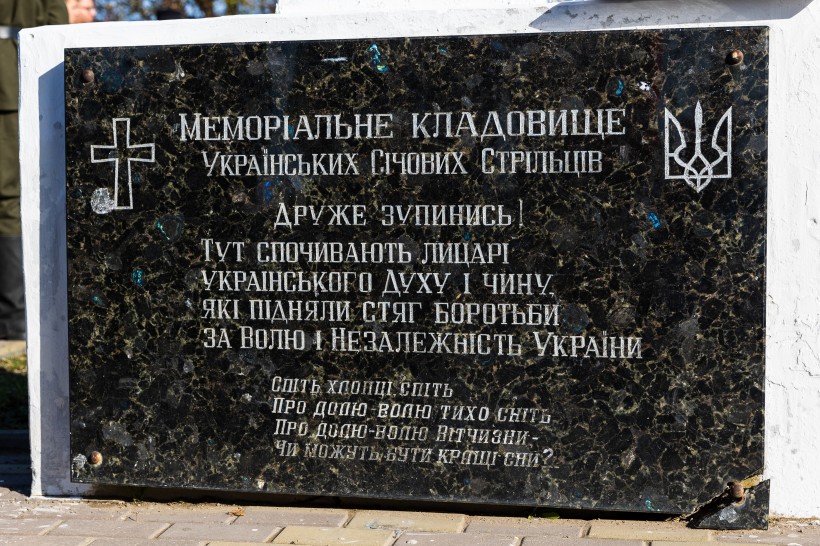 Меморіальне кладовище
Українських Січових Стрільців
Друже зупинись!
Тут спочивають лицарі
українського Духу і чину,
які підняли стяг боротьби
за Волю і Незалежність України
Спіть хлопці, спіть
Про долю-волю тихо сніть
Про долю-волю Вітчизни-
Чи можуть бути кращі сни?